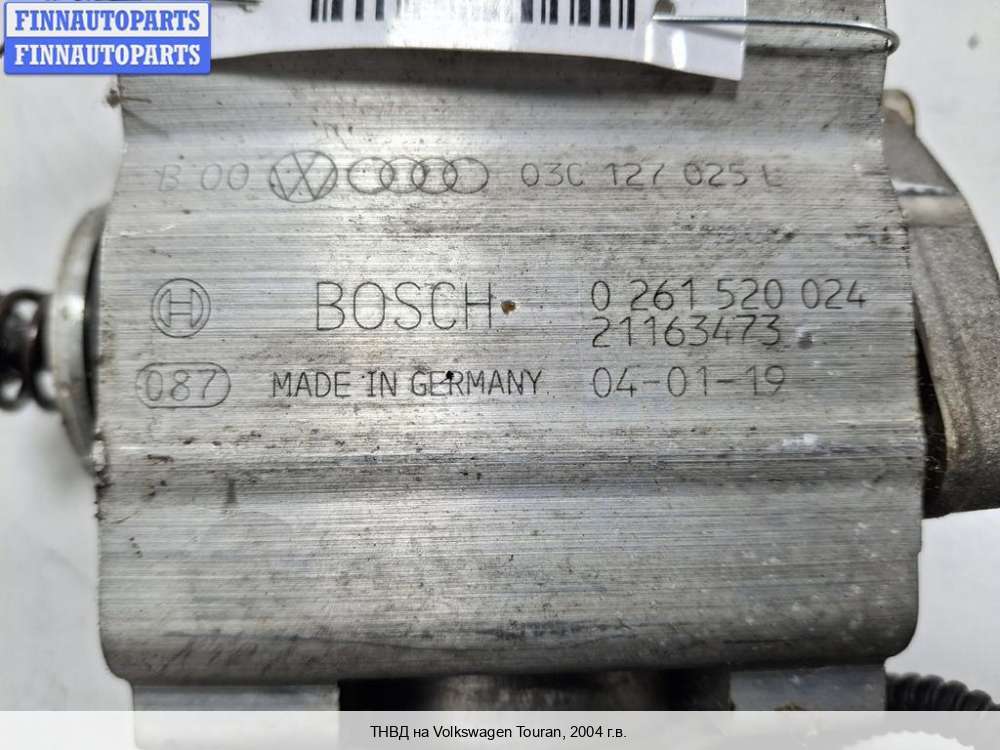 FINNAUTOPARTS
FINNAUTOPARTS
B 00 03C 127 025 L
BOSCH 0 261 520 024
21163473
087 MADE IN GERMANY 04-01-19
ТНВД на Volkswagen Touran, 2004 г.в.